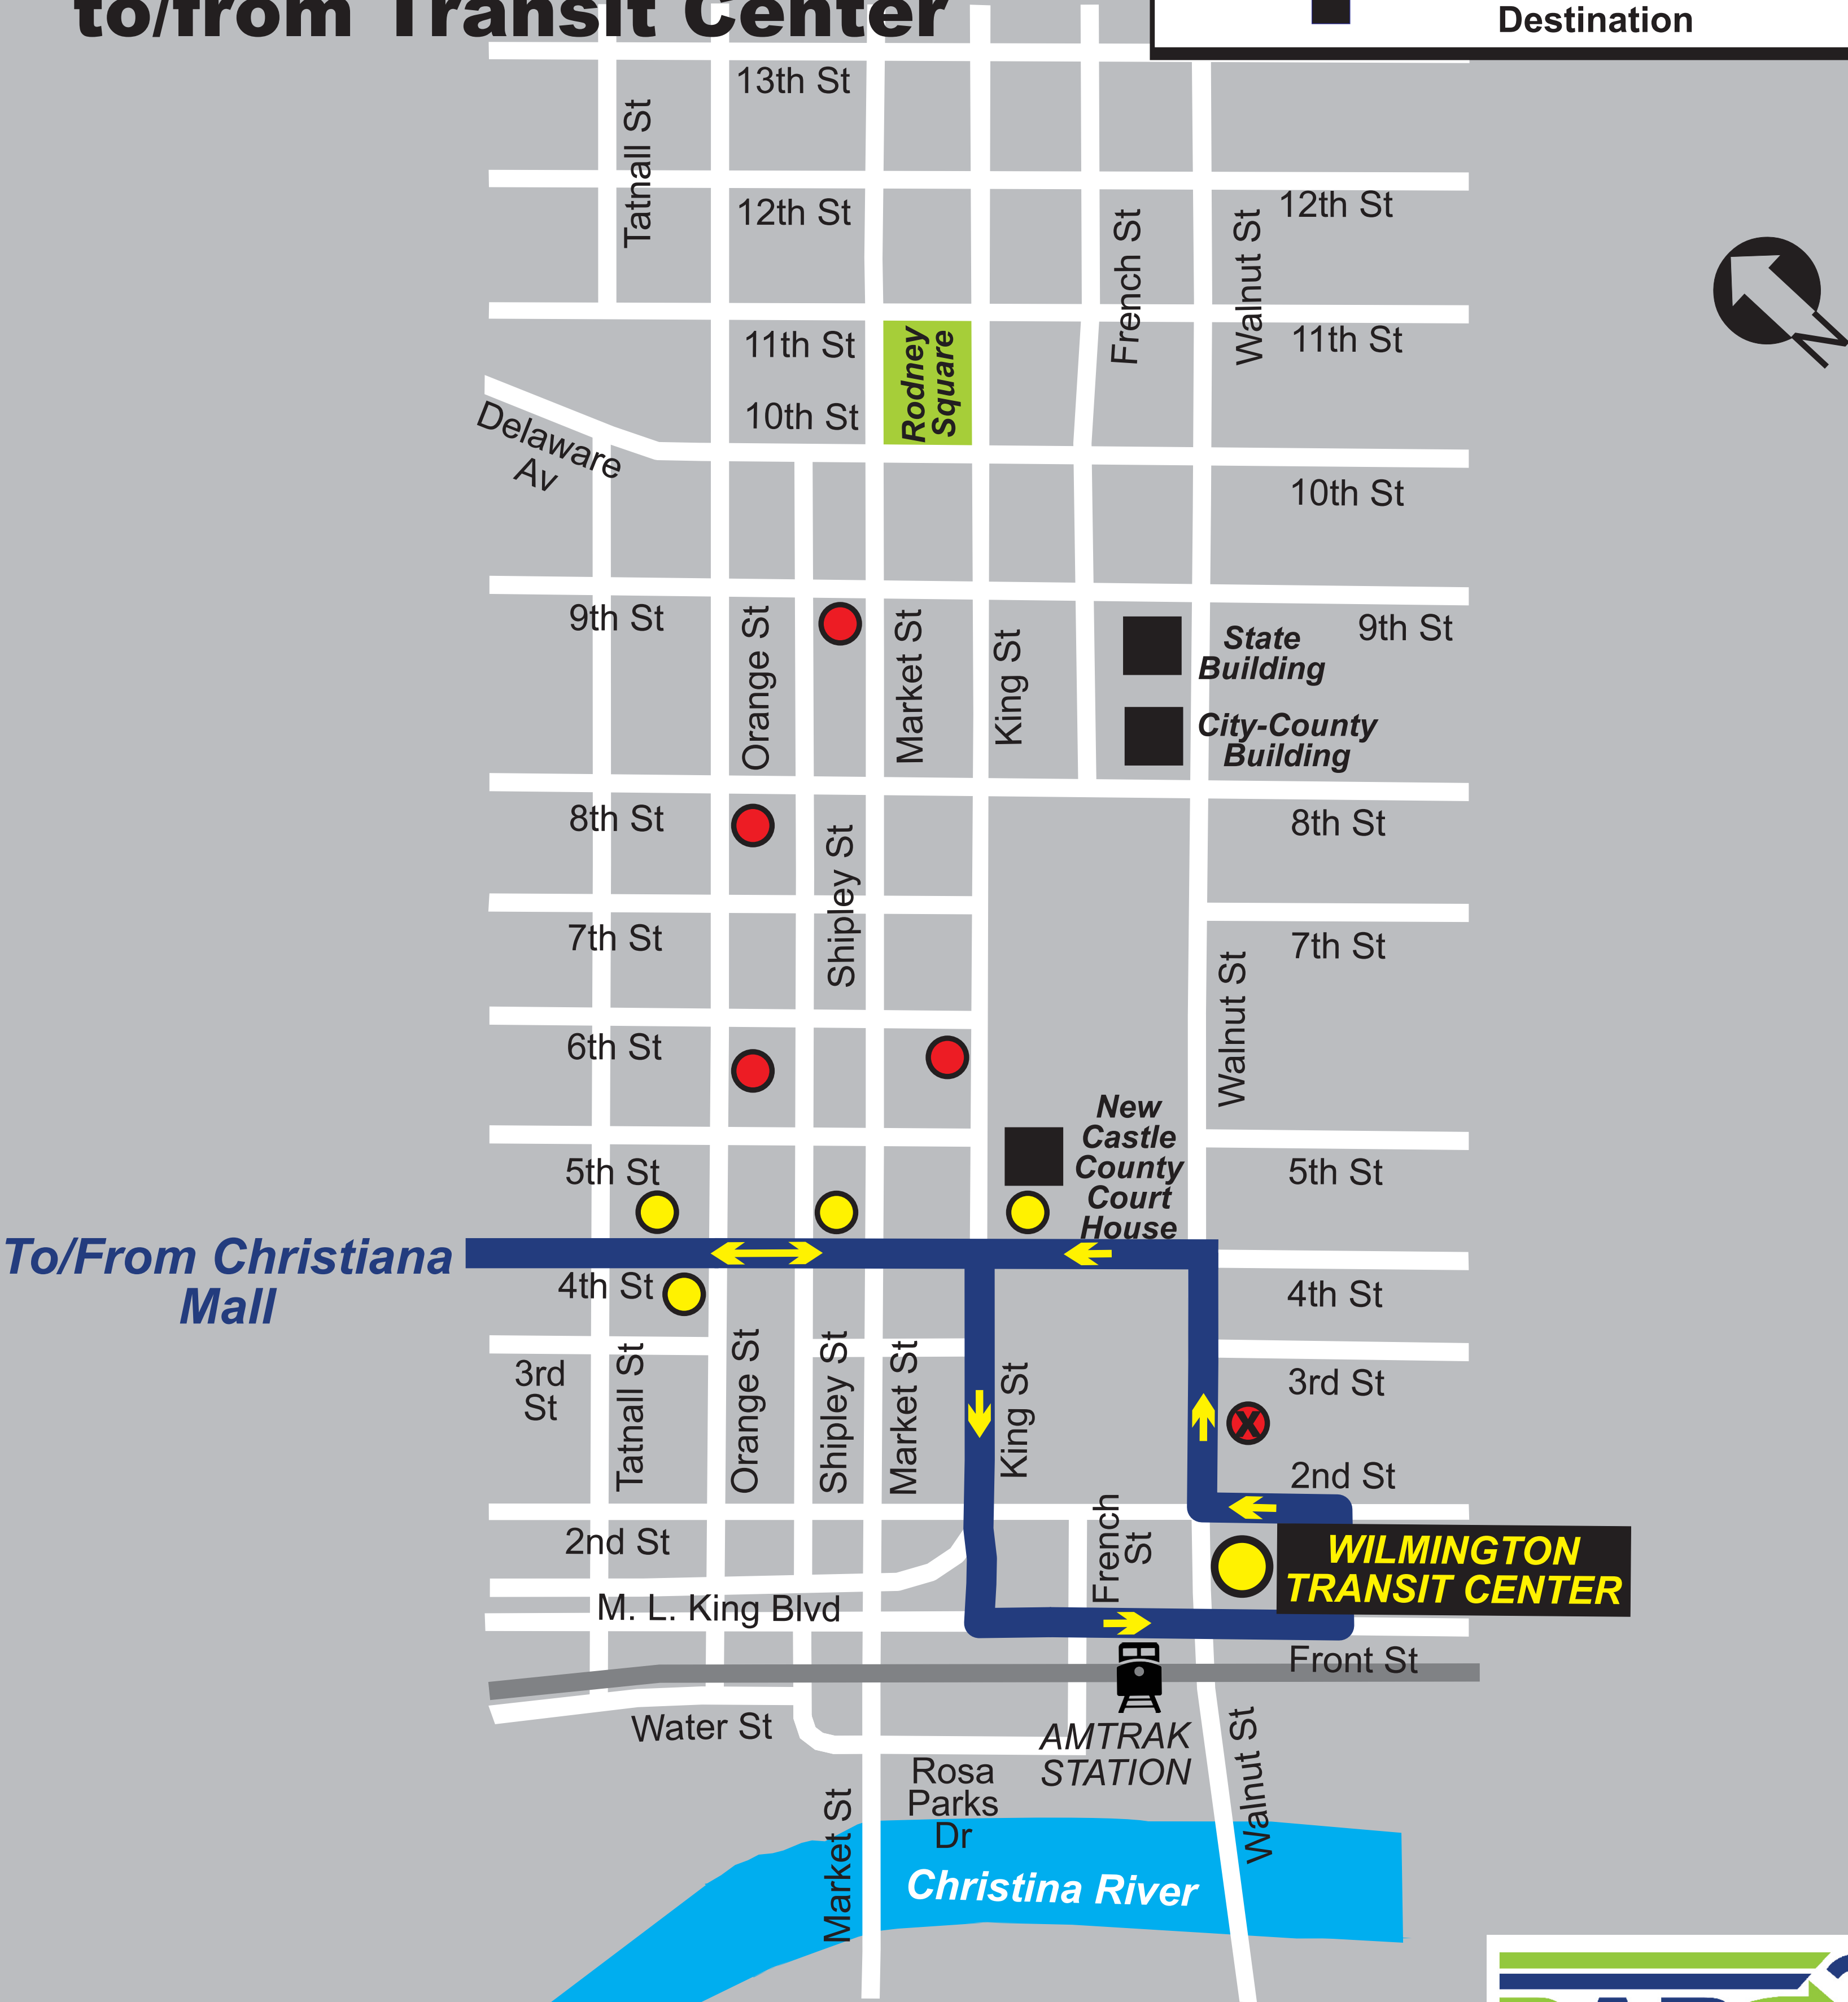 to/from Transit Center
Destination
13th St
Tatnall St
12th St
12th St
French St
Walnut St
11th St
11th St
Rodney
Square
10th St
Delaware
Av
10th St
N
9th St
9th St
Orange St
Market St
King St
State
Building
City-County
Building
8th St
8th St
Shipley St
7th St
7th St
Walnut St
6th St
New
Castle
County
Court
House
5th St
5th St
To/From Christiana
Mall
4th St
4th St
3rd
St
3rd St
Tatnall St
Orange St
Shipley St
Market St
King St
X
2nd St
2nd St
French
St
WILMINGTON
TRANSIT CENTER
M. L. King Blvd
Front St
Water St
AMTRAK
STATION
Walnut St
Rosa
Parks
Dr
Market St
Christina River